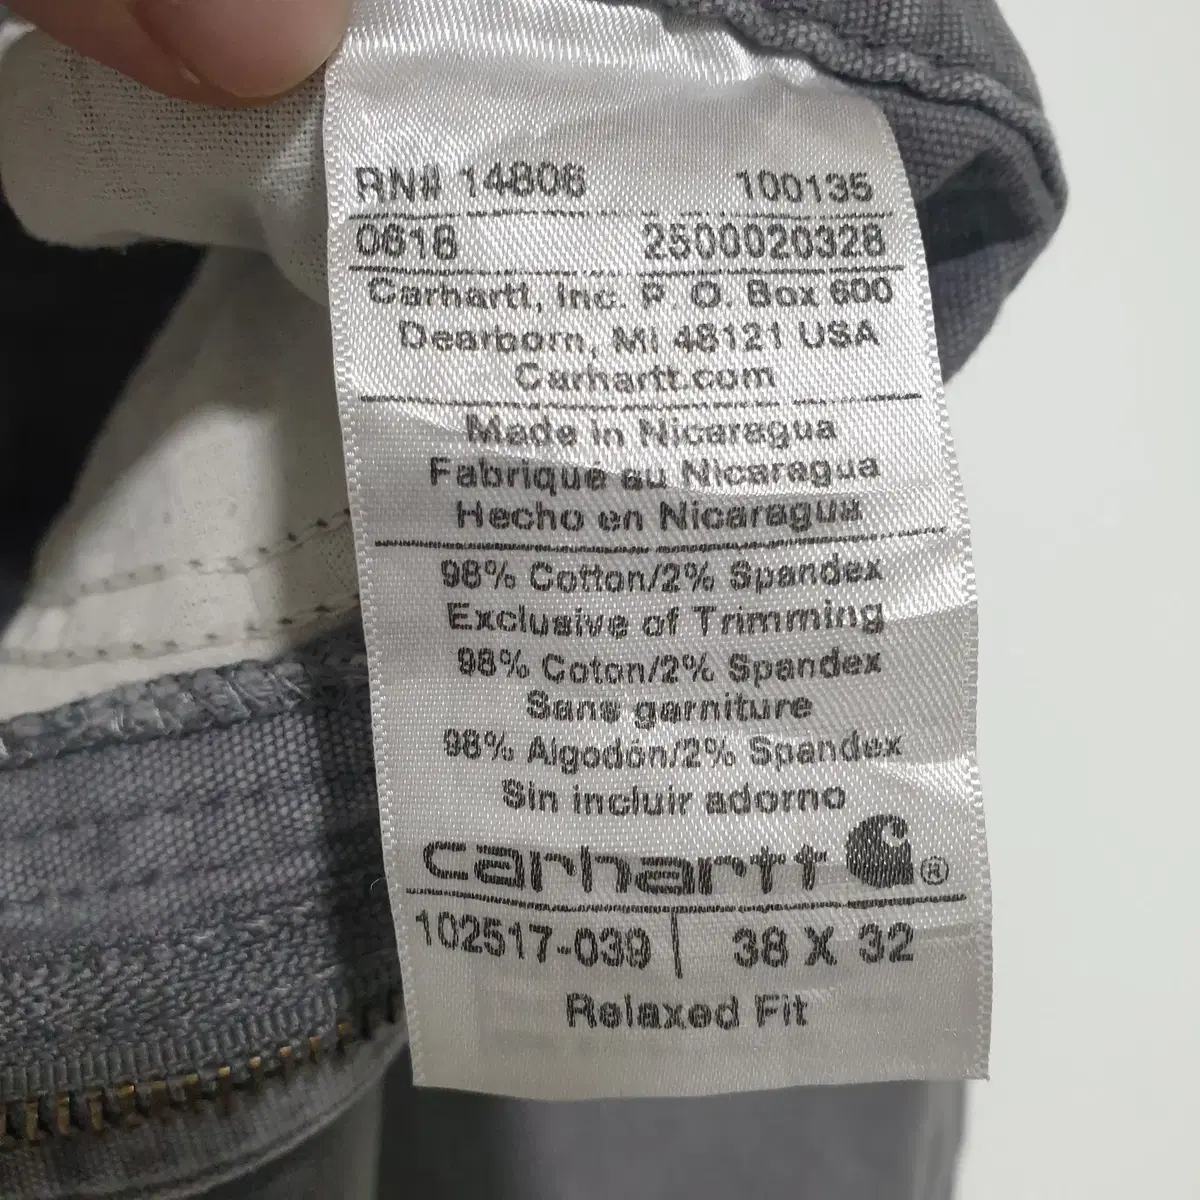 RN# 14806 100135
0618 2500020328
Carhartt, Inc. P. O. Box 600
Dearborn, MI 48121 USA
Carhartt.com
Made in Nicaragua
Fabriqué au Nicaragua
Hecho en Nicaragua
98% Cotton/2% Spandex
Exclusive of Trimming
98% Coton/2% Spandex
Sans garniture
98% Algodón/2% Spandex
Sin incluir adorno
carhartt ®
102517-039 | 38 X 32
Relaxed Fit